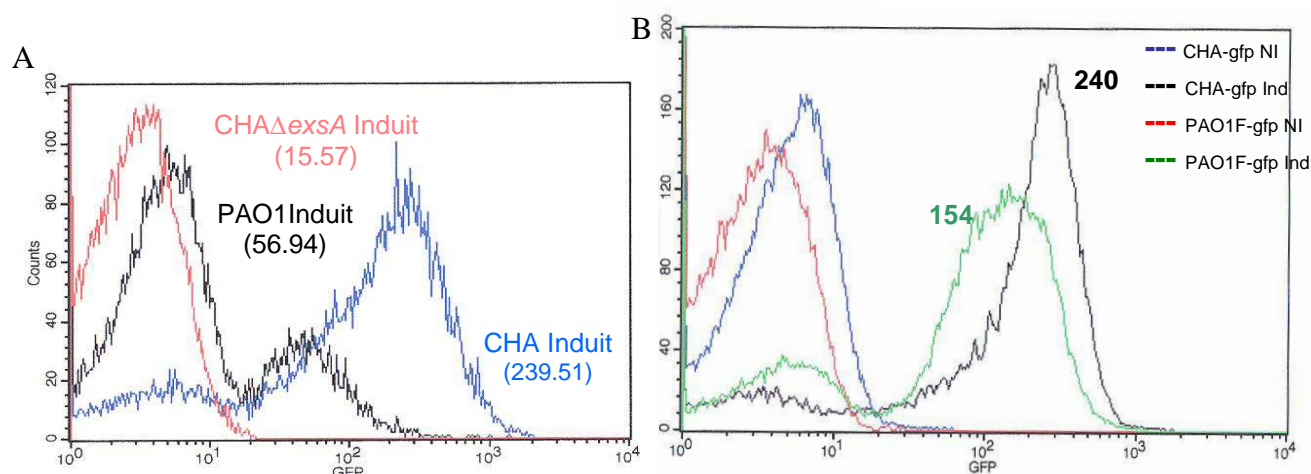 A
120
100
80
60
40
20
0
Counts
CHAΔexsA Induit
(15.57)
PAO1Induit
(56.94)
CHA Induit
(239.51)
10^0
10^1
10^2
10^3
10^4
GFP
B
200
160
120
80
40
0
240
154
CHA-gfp NI
CHA-gfp Ind
PAO1F-gfp NI
PAO1F-gfp Ind
10^0
10^1
10^2
10^3
10^4
GFP